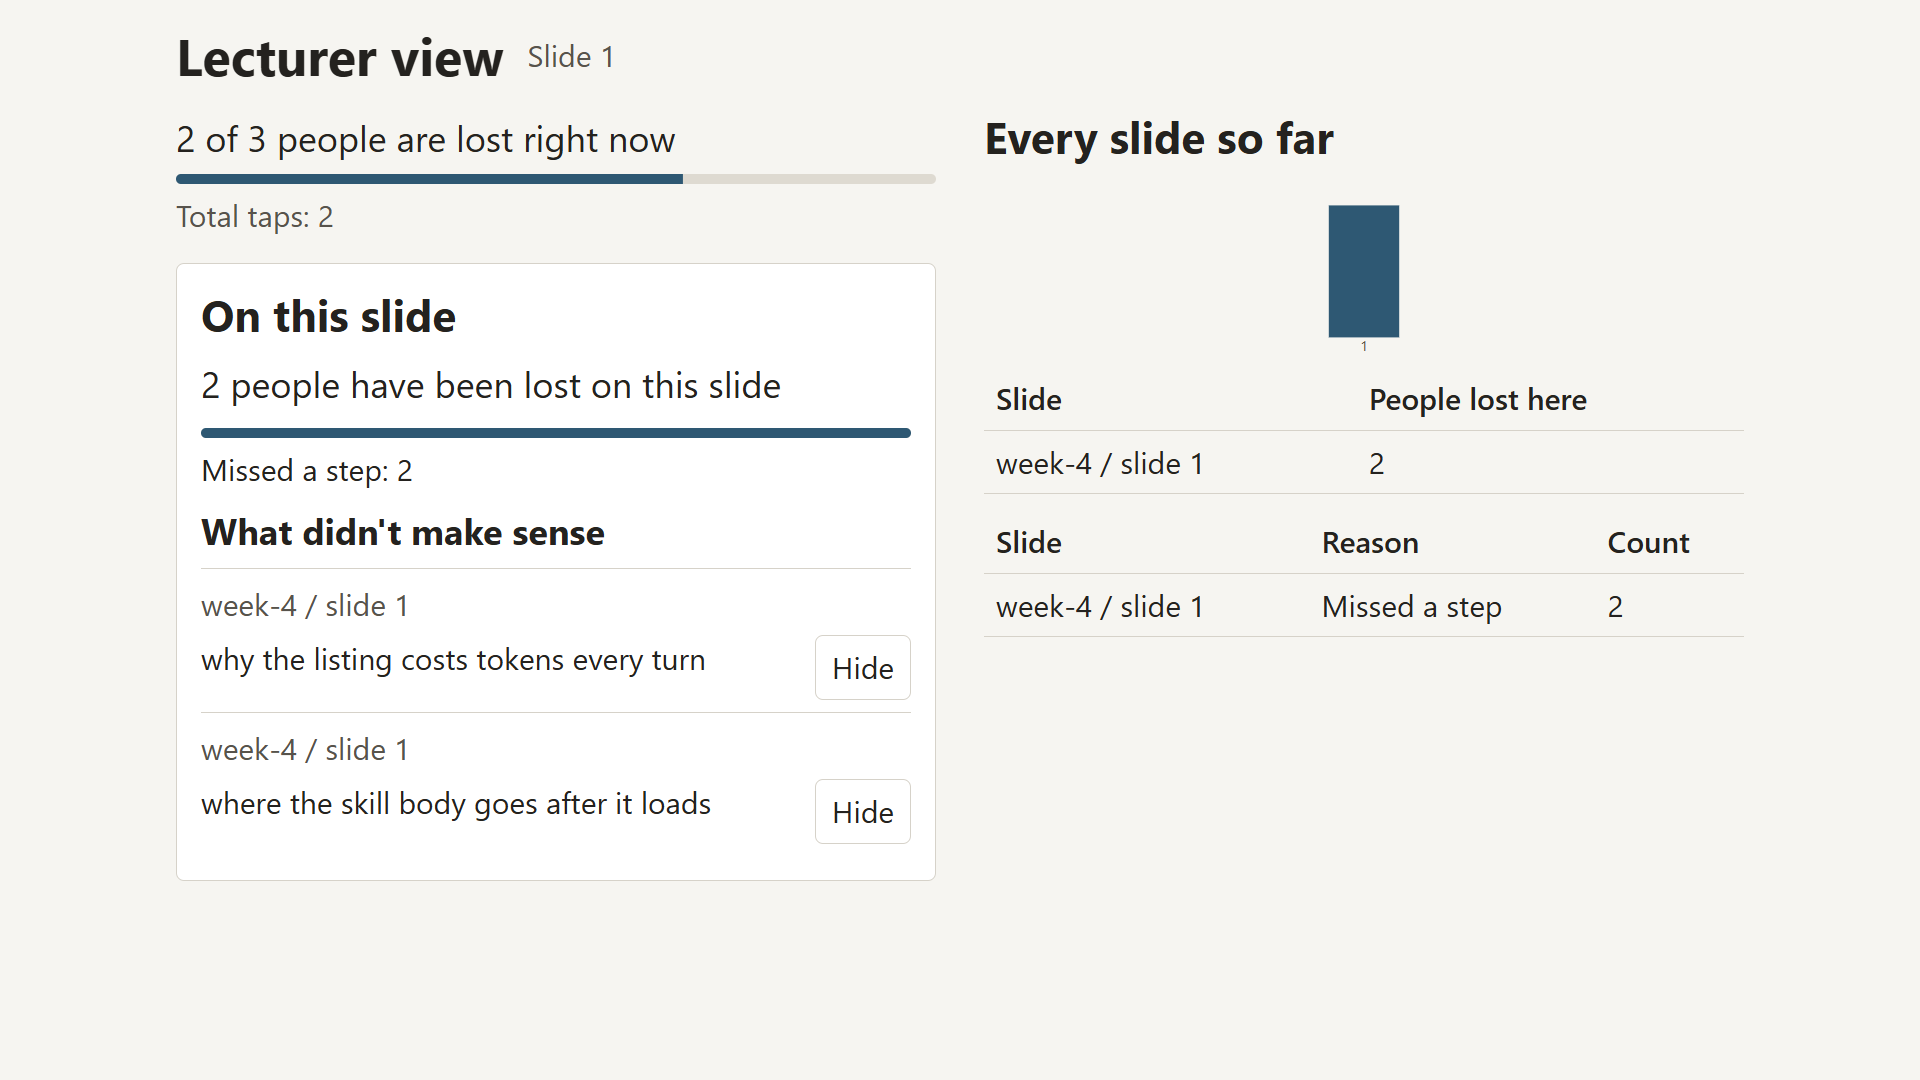 Lecturer view Slide 1
2 of 3 people are lost right now
Total taps: 2
On this slide
2 people have been lost on this slide
Missed a step: 2
What didn't make sense
week-4 / slide 1
why the listing costs tokens every turn
Hide
week-4 / slide 1
where the skill body goes after it loads
Hide
Every slide so far
1
Slide People lost here
week-4 / slide 1 2
Slide Reason Count
week-4 / slide 1 Missed a step 2